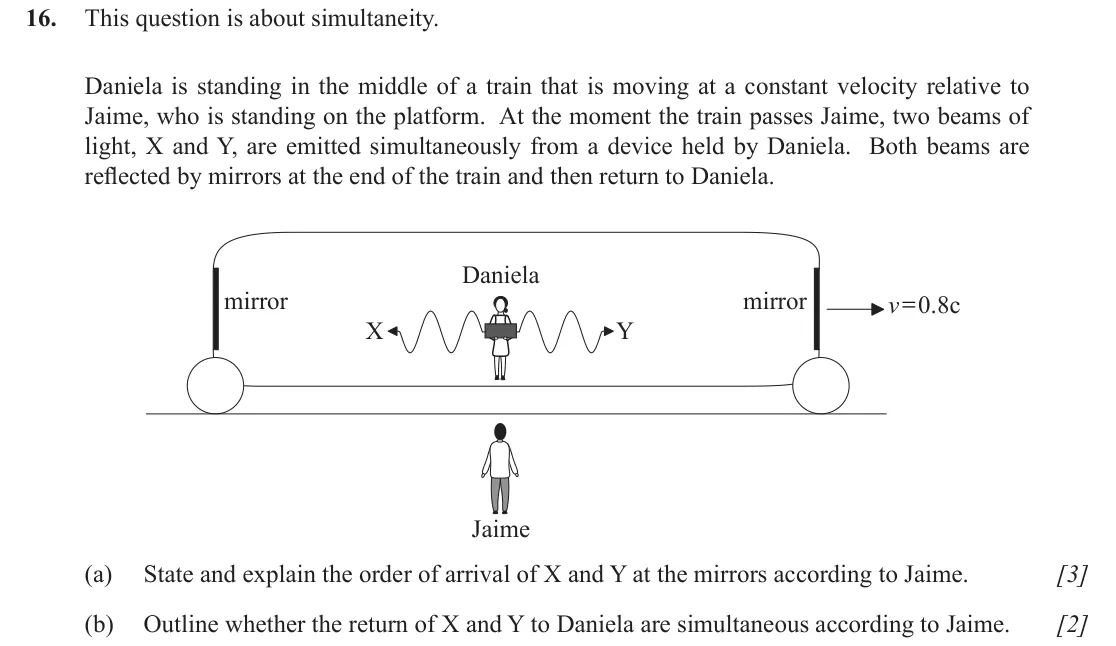 16. This question is about simultaneity.
Daniela is standing in the middle of a train that is moving at a constant velocity relative to
Jaime, who is standing on the platform. At the moment the train passes Jaime, two beams of
light, X and Y, are emitted simultaneously from a device held by Daniela. Both beams are
reflected by mirrors at the end of the train and then return to Daniela.
Daniela
mirror
mirror
v=0.8c
X
Y
Jaime
(a) State and explain the order of arrival of X and Y at the mirrors according to Jaime. [3]
(b) Outline whether the return of X and Y to Daniela are simultaneous according to Jaime. [2]